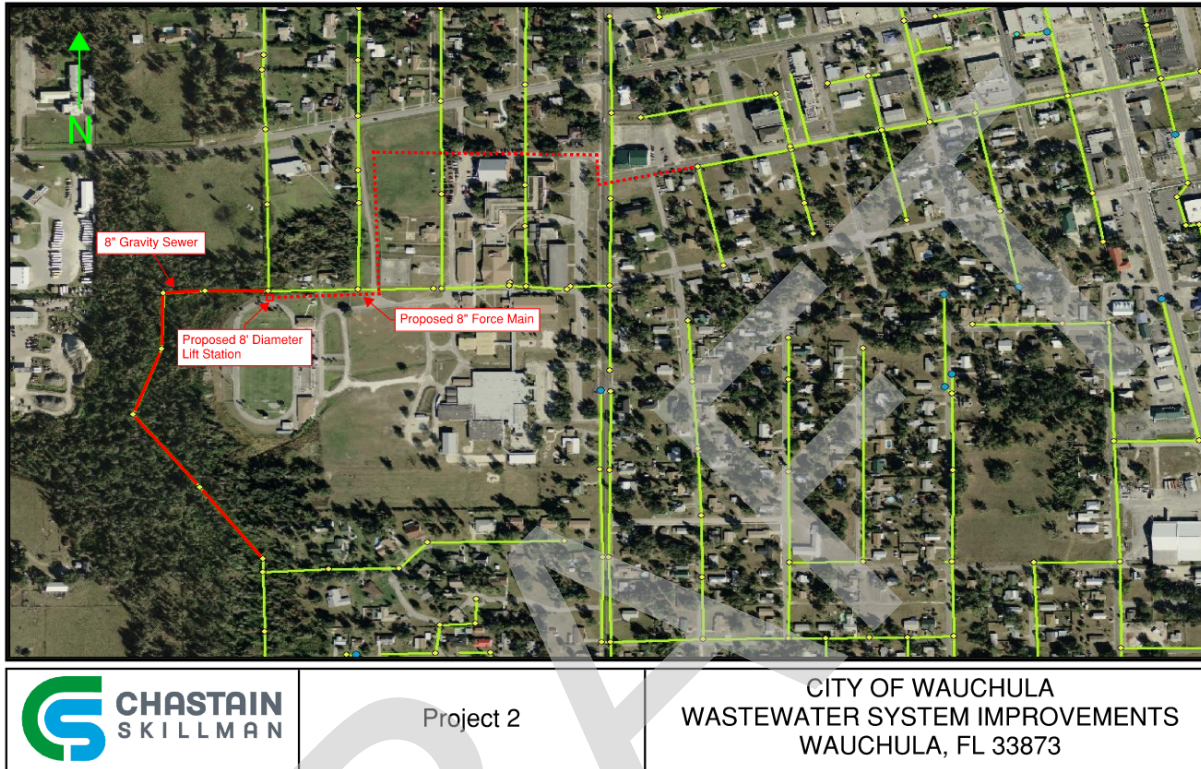 N
8" Gravity Sewer
Proposed 8' Diameter
Lift Station
Proposed 8" Force Main
DRAFT
CHASTAIN
SKILLMAN
Project 2
CITY OF WAUCHULA
WASTEWATER SYSTEM IMPROVEMENTS
WAUCHULA, FL 33873